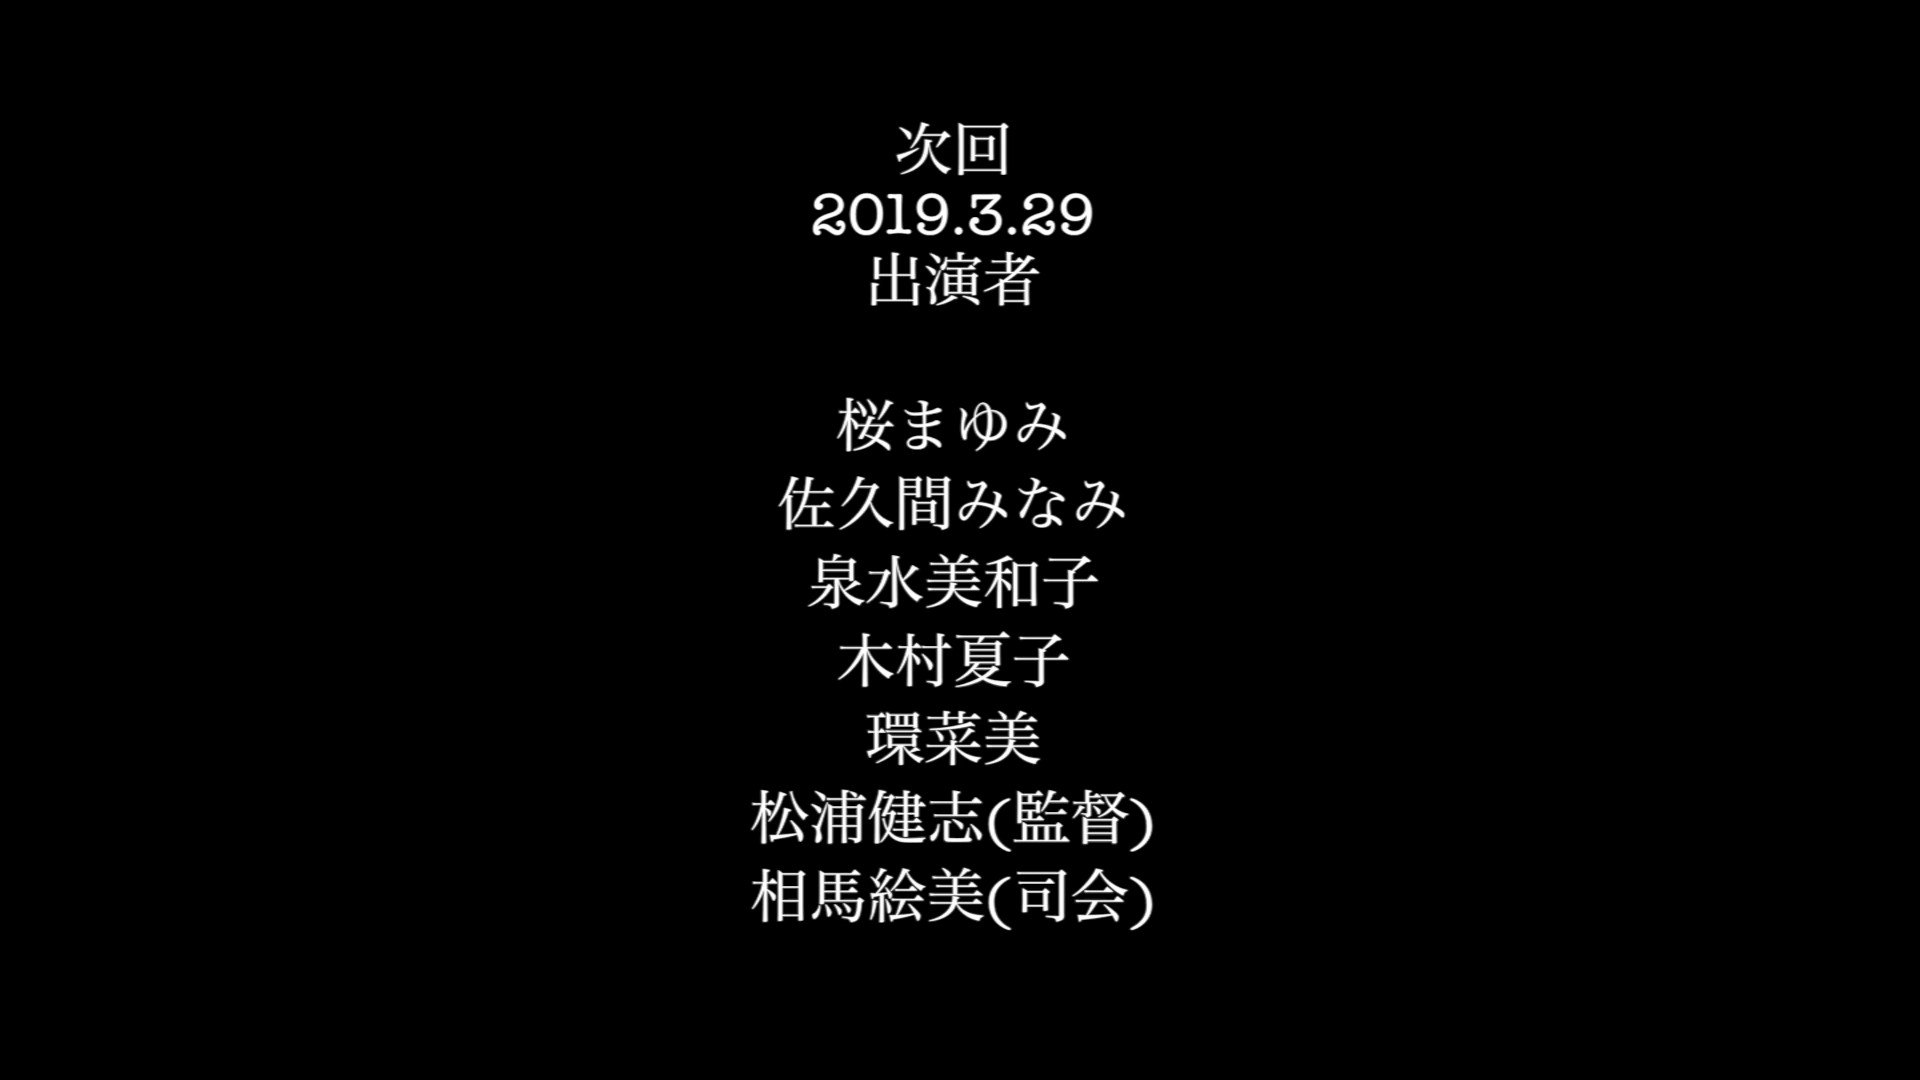 次回
2019.3.29
出演者
桜まゆみ
佐久間みなみ
泉水美和子
木村夏子
環菜美
松浦健志(監督)
相馬絵美(司会)